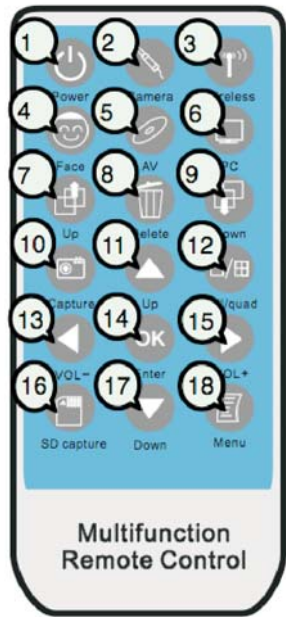 1 2 3
Power amera eless
4 5 6
Face AV PC
7 8 9
Up elete own
10 11 12
Capture Up /quad
13 14 15
OK
VOL- Enter OL+
16 17 18
SD capture Down Menu
Multifunction
Remote Control